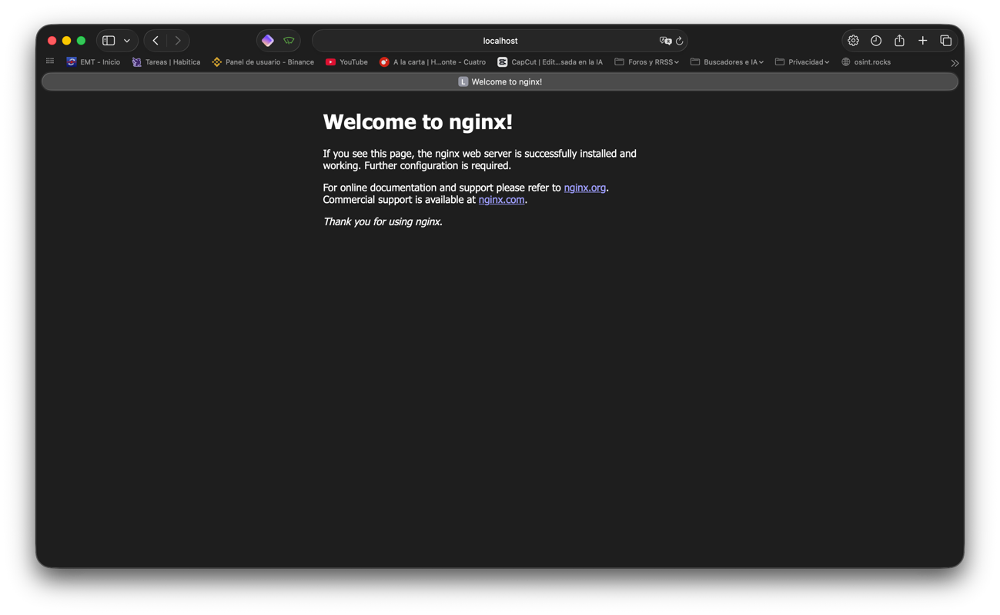 localhost
EMT - Inicio
Tareas | Habitica
Panel de usuario - Binance
YouTube
A la carta | H...onte - Cuatro
CapCut | Edit...sada en la IA
Foros y RRSS
Buscadores e IA
Privacidad
osint.rocks
L Welcome to nginx!
Welcome to nginx!
If you see this page, the nginx web server is successfully installed and
working. Further configuration is required.
For online documentation and support please refer to nginx.org.
Commercial support is available at nginx.com.
Thank you for using nginx.